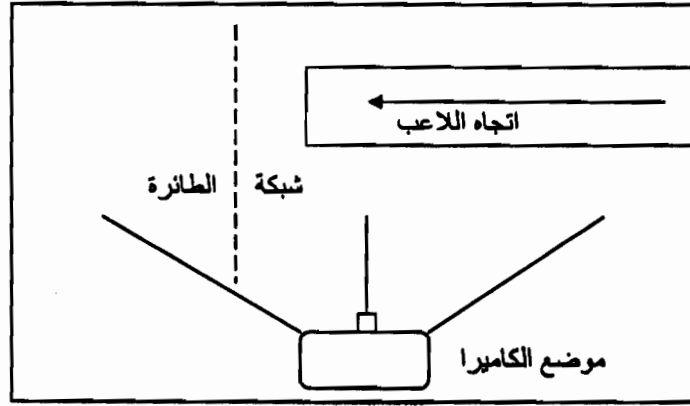 اتجاه اللاعب
شبكة الطائرة
موضع الكاميرا